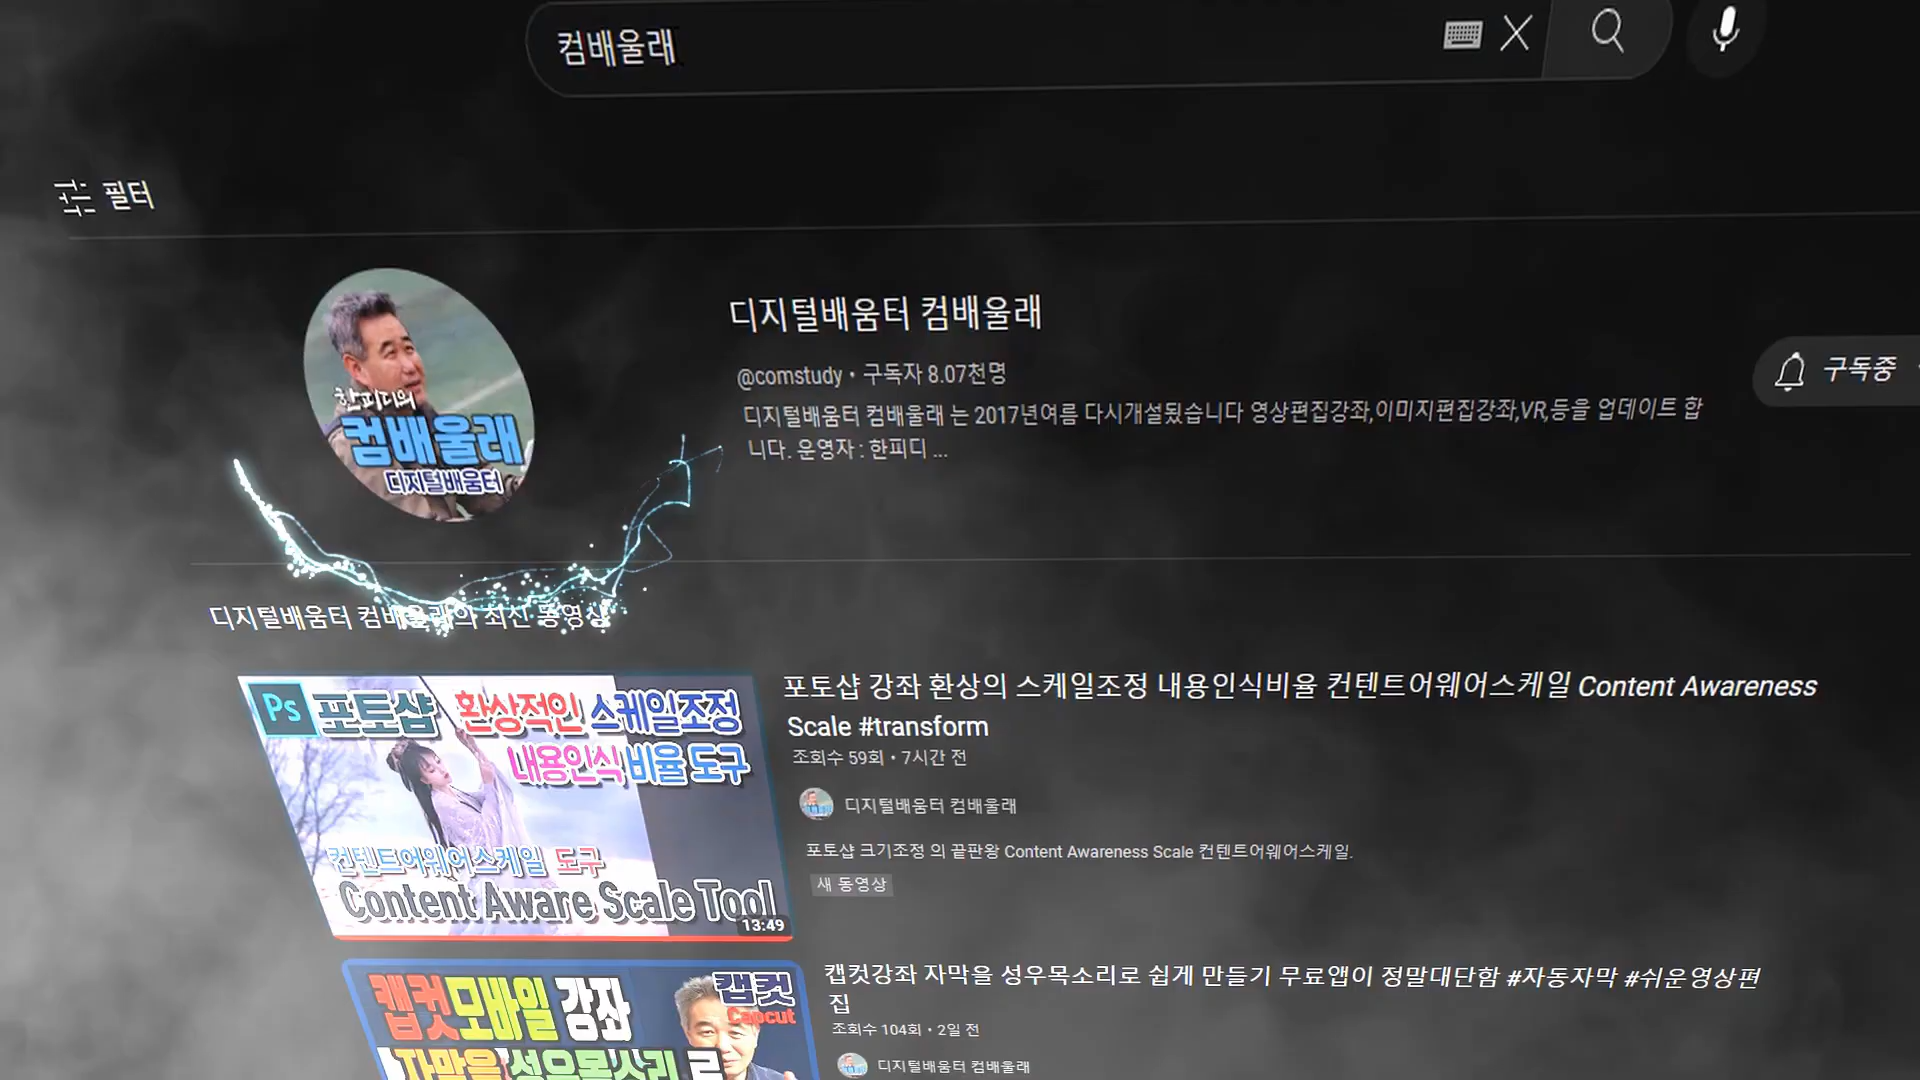 컴배울래
필터
한피디의
컴배울래
디지털배움터
디지털배움터 컴배울래
@comstudy • 구독자 8.07천명
구독중
디지털배움터 컴배울래 는 2017년여름 다시개설됬습니다 영상편집강좌,이미지편집강좌,VR,등을 업데이트 합
니다. 운영자 : 한피디 ...
디지털배움터 컴배울래의 최신 동영상
Ps 포토샵 환상적인 스케일조정
내용인식 비율 도구
컨텐트어웨어스케일 도구
Content Aware Scale Tool
13:49
포토샵 강좌 환상의 스케일조정 내용인식비율 컨텐트어웨어스케일 Content Awareness
Scale #transform
조회수 59회 • 7시간 전
디지털배움터 컴배울래
포토샵 크기조정 의 끝판왕 Content Awareness Scale 컨텐트어웨어스케일.
새 동영상
캡컷모바일 강좌
캡컷
Capcut
자막을 성우목소리 로
캡컷강좌 자막을 성우목소리로 쉽게 만들기 무료앱이 정말대단함 #자동자막 #쉬운영상편
집
조회수 104회 • 2일 전
디지털배움터 컴배울래